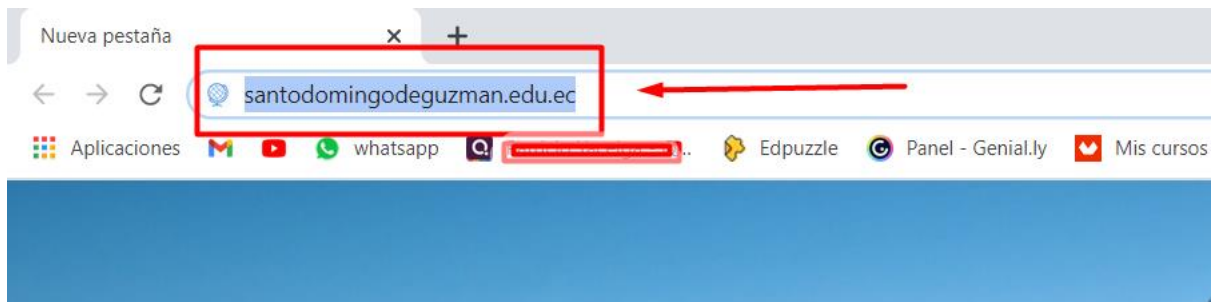 Nueva pestaña
santodomingodeguzman.edu.ec
Aplicaciones whatsapp Edpuzzle Panel - Genial.ly Mis cursos